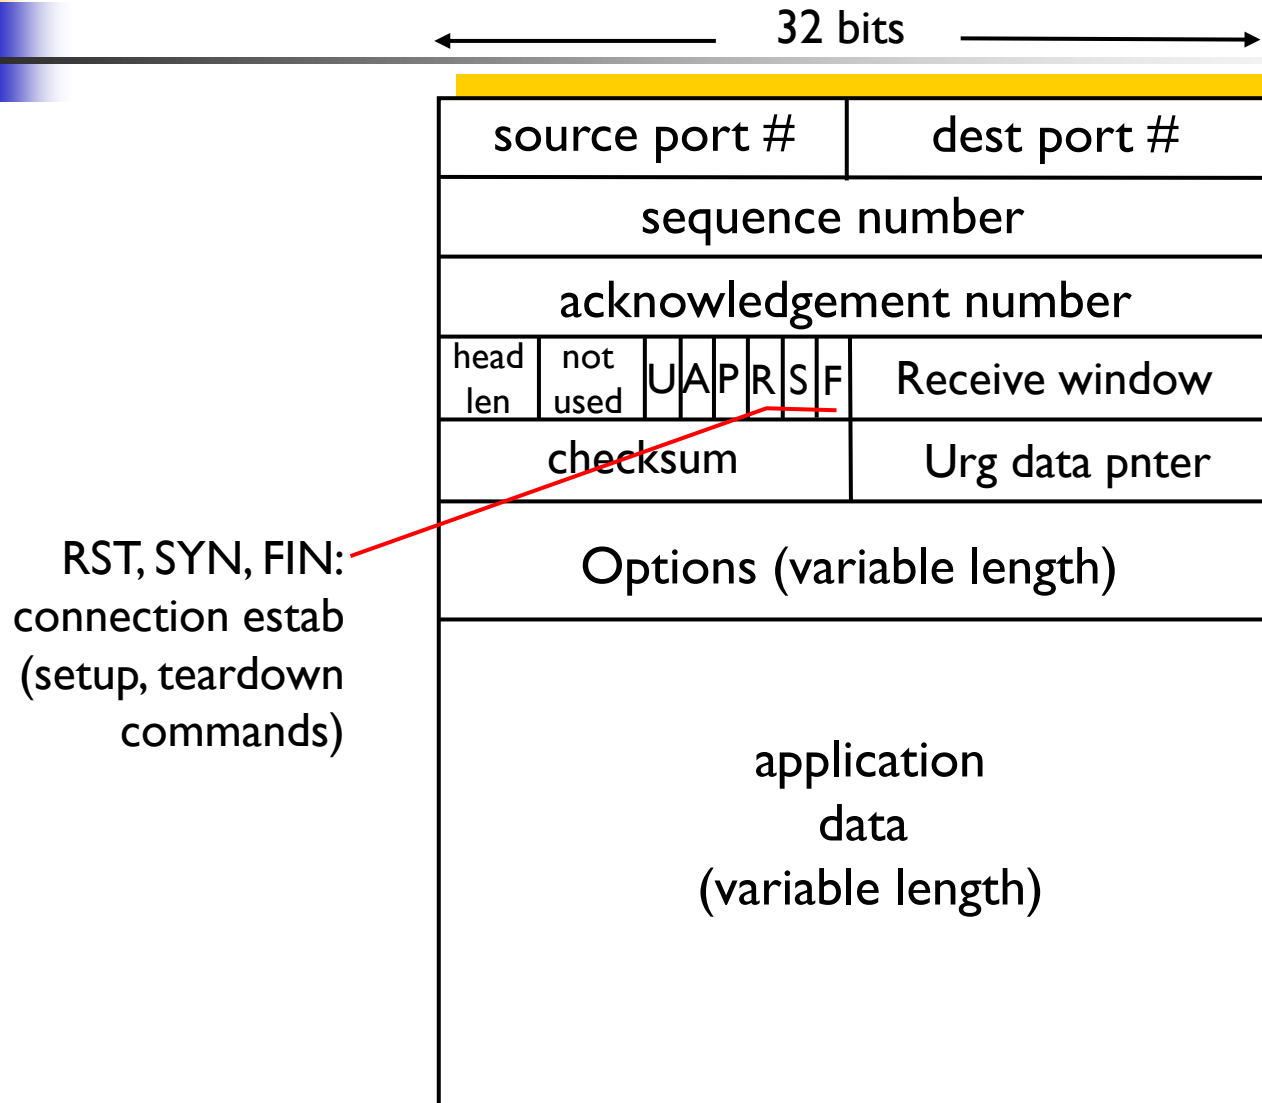 32 bits
source port #
dest port #
sequence number
acknowledgement number
head
len
not
used
U
A
P
R
S
F
Receive window
checksum
Urg data pnter
RST, SYN, FIN:
connection estab
(setup, teardown
commands)
Options (variable length)
application
data
(variable length)